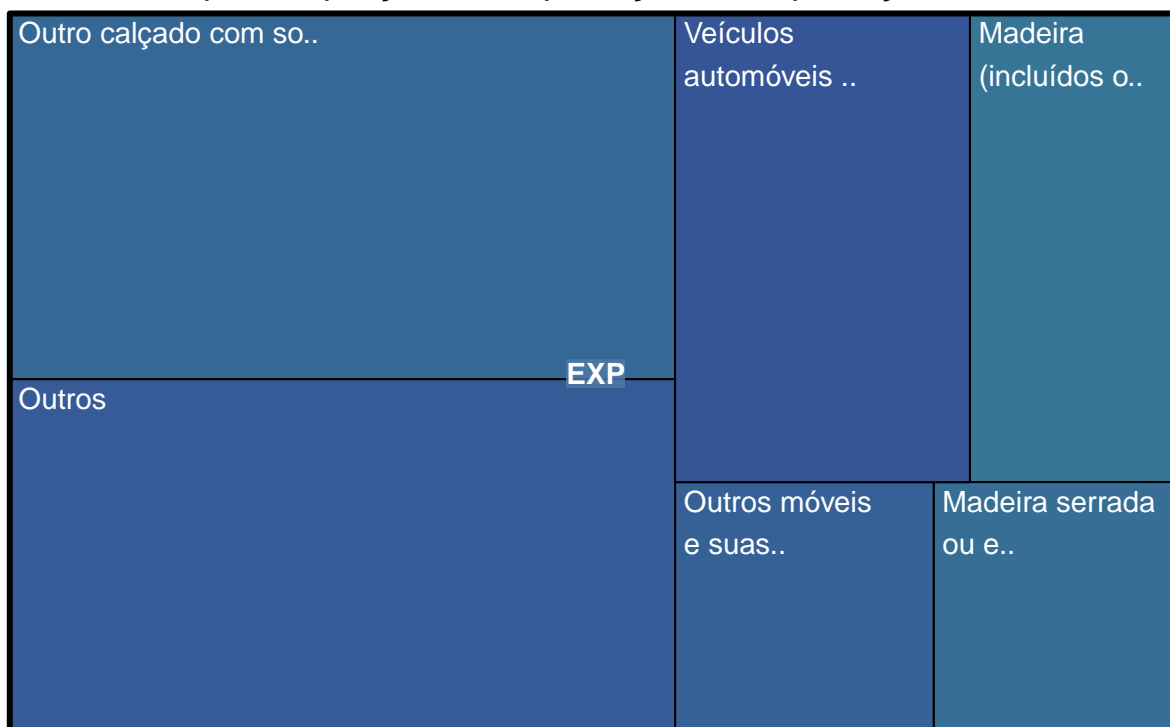 Outro calçado com so..
Veículos
automóveis ..
Madeira
(incluídos o..
EXP
Outros
Outros móveis
e suas..
Madeira serrada
ou e..